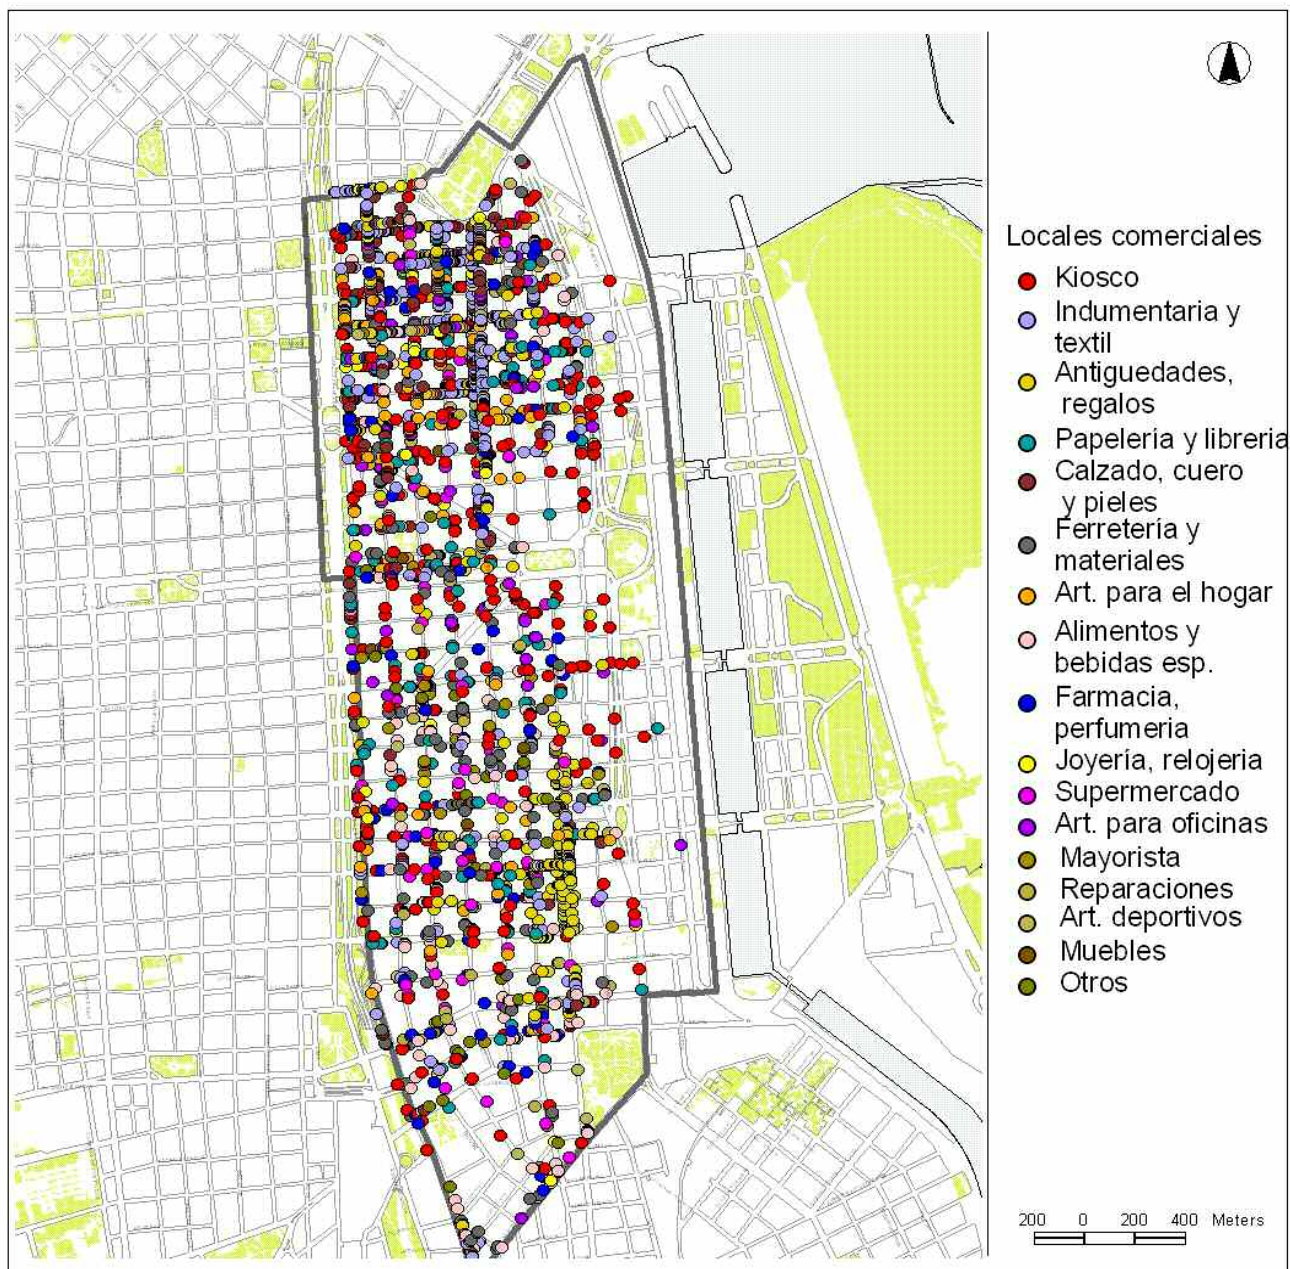 Locales comerciales
Kiosco
Indumentaria y
textil
Antiguedades,
regalos
Papelería y libreria
Calzado, cuero
y pieles
Ferretería y
materiales
Art. para el hogar
Alimentos y
bebidas esp.
Farmacia,
perfumeria
Joyería, relojeria
Supermercado
Art. para oficinas
Mayorista
Reparaciones
Art. deportivos
Muebles
Otros
200 0 200 400 Meters